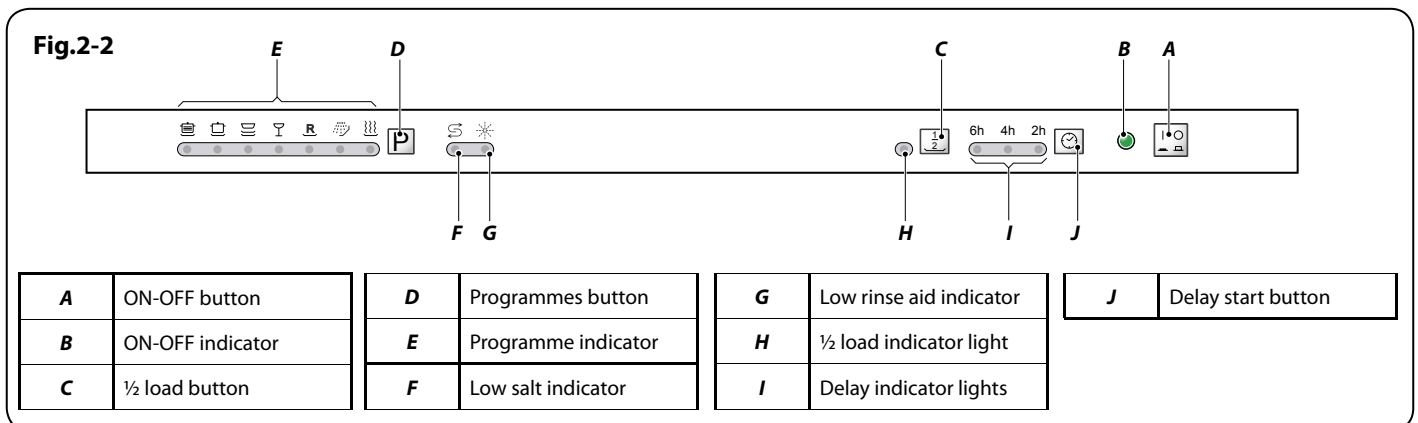 Fig.2-2
E D C B A
R P 1/2 6h 4h 2h
F G H I J
A ON-OFF button D Programmes button G Low rinse aid indicator J Delay start button
B ON-OFF indicator E Programme indicator H ½ load indicator light
C ½ load button F Low salt indicator I Delay indicator lights